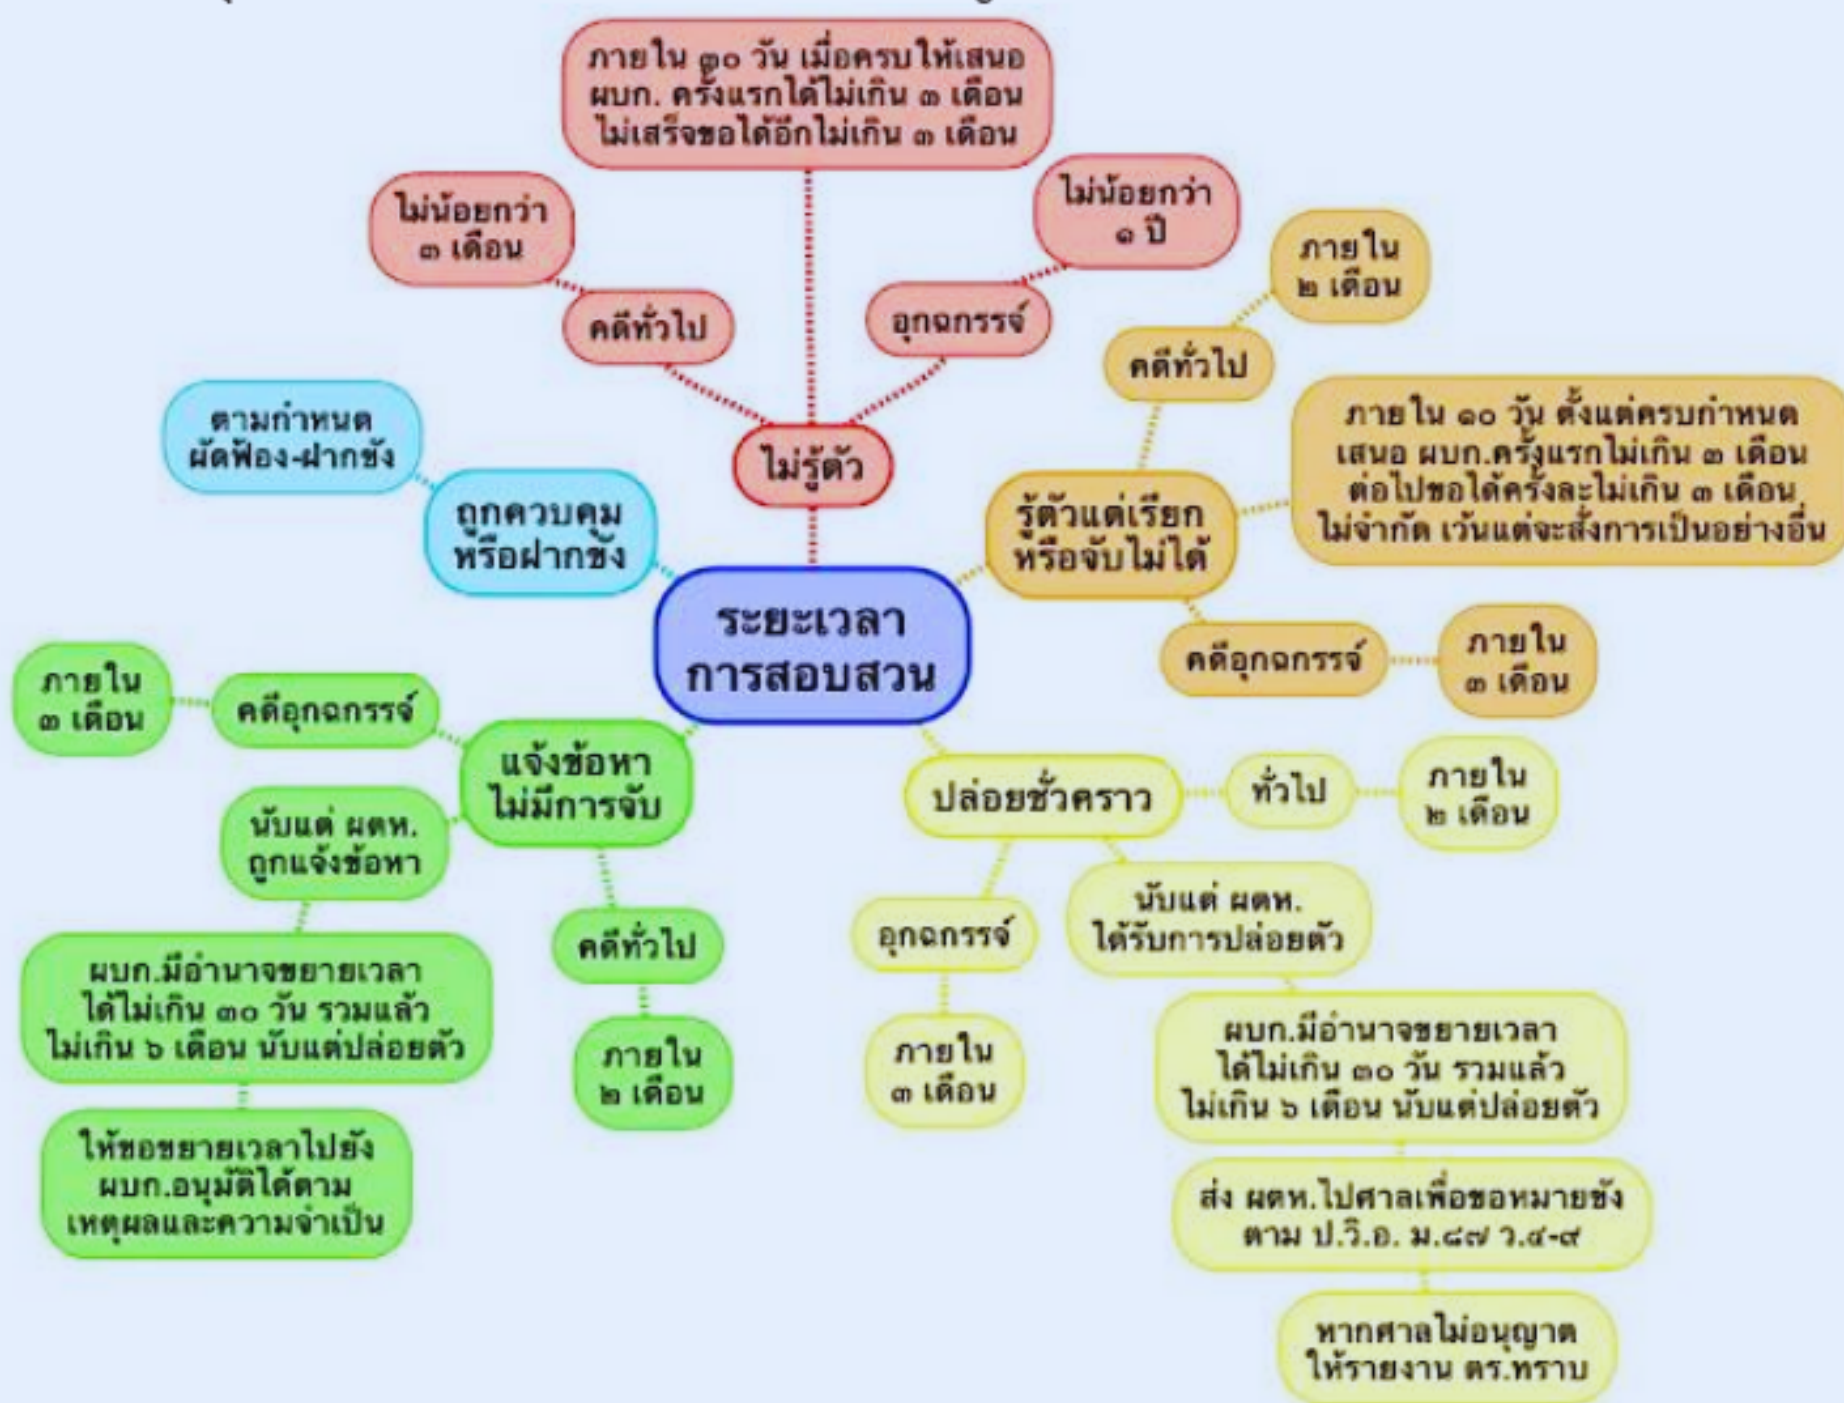 ภายใน ๓๐ วัน เมื่อครบให้เสนอ
ผบก. ครั้งแรกได้ไม่เกิน ๓ เดือน
ไม่เสร็จขอได้อีกไม่เกิน ๓ เดือน
ไม่น้อยกว่า
๓ เดือน
ไม่น้อยกว่า
๑ ปี
คดีทั่วไป
อุกฉกรรจ์
ไม่รู้ตัว
ภายใน
๒ เดือน
คดีทั่วไป
ภายใน ๑๐ วัน ตั้งแต่ครบกำหนด
เสนอ ผบก.ครั้งแรกไม่เกิน ๓ เดือน
ต่อไปขอได้ครั้งละไม่เกิน ๓ เดือน
ไม่จำกัด เว้นแต่จะสั่งการเป็นอย่างอื่น
รู้ตัวแต่เรียก
หรือจับไม่ได้
คดีอุกฉกรรจ์
ภายใน
๓ เดือน
ตามกำหนด
ผัดฟ้อง-ฝากขัง
ถูกควบคุม
หรือฝากขัง
ระยะเวลา
การสอบสวน
ภายใน
๓ เดือน
คดีอุกฉกรรจ์
แจ้งข้อหา
ไม่มีการจับ
นับแต่ ผตห.
ถูกแจ้งข้อหา
ผบก.มีอำนาจขยายเวลา
ได้ไม่เกิน ๓๐ วัน รวมแล้ว
ไม่เกิน ๖ เดือน นับแต่ปล่อยตัว
ให้ขอขยายเวลาไปยัง
ผบก.อนุมัติได้ตาม
เหตุผลและความจำเป็น
คดีทั่วไป
ภายใน
๒ เดือน
ปล่อยชั่วคราว
ทั่วไป
ภายใน
๒ เดือน
อุกฉกรรจ์
ภายใน
๓ เดือน
นับแต่ ผตห.
ได้รับการปล่อยตัว
ผบก.มีอำนาจขยายเวลา
ได้ไม่เกิน ๓๐ วัน รวมแล้ว
ไม่เกิน ๖ เดือน นับแต่ปล่อยตัว
ส่ง ผตห.ไปศาลเพื่อขอหมายขัง
ตาม ป.วิ.อ. ม.๘๗ ว.๔-๙
หากศาลไม่อนุญาต
ให้รายงาน ตร.ทราบ